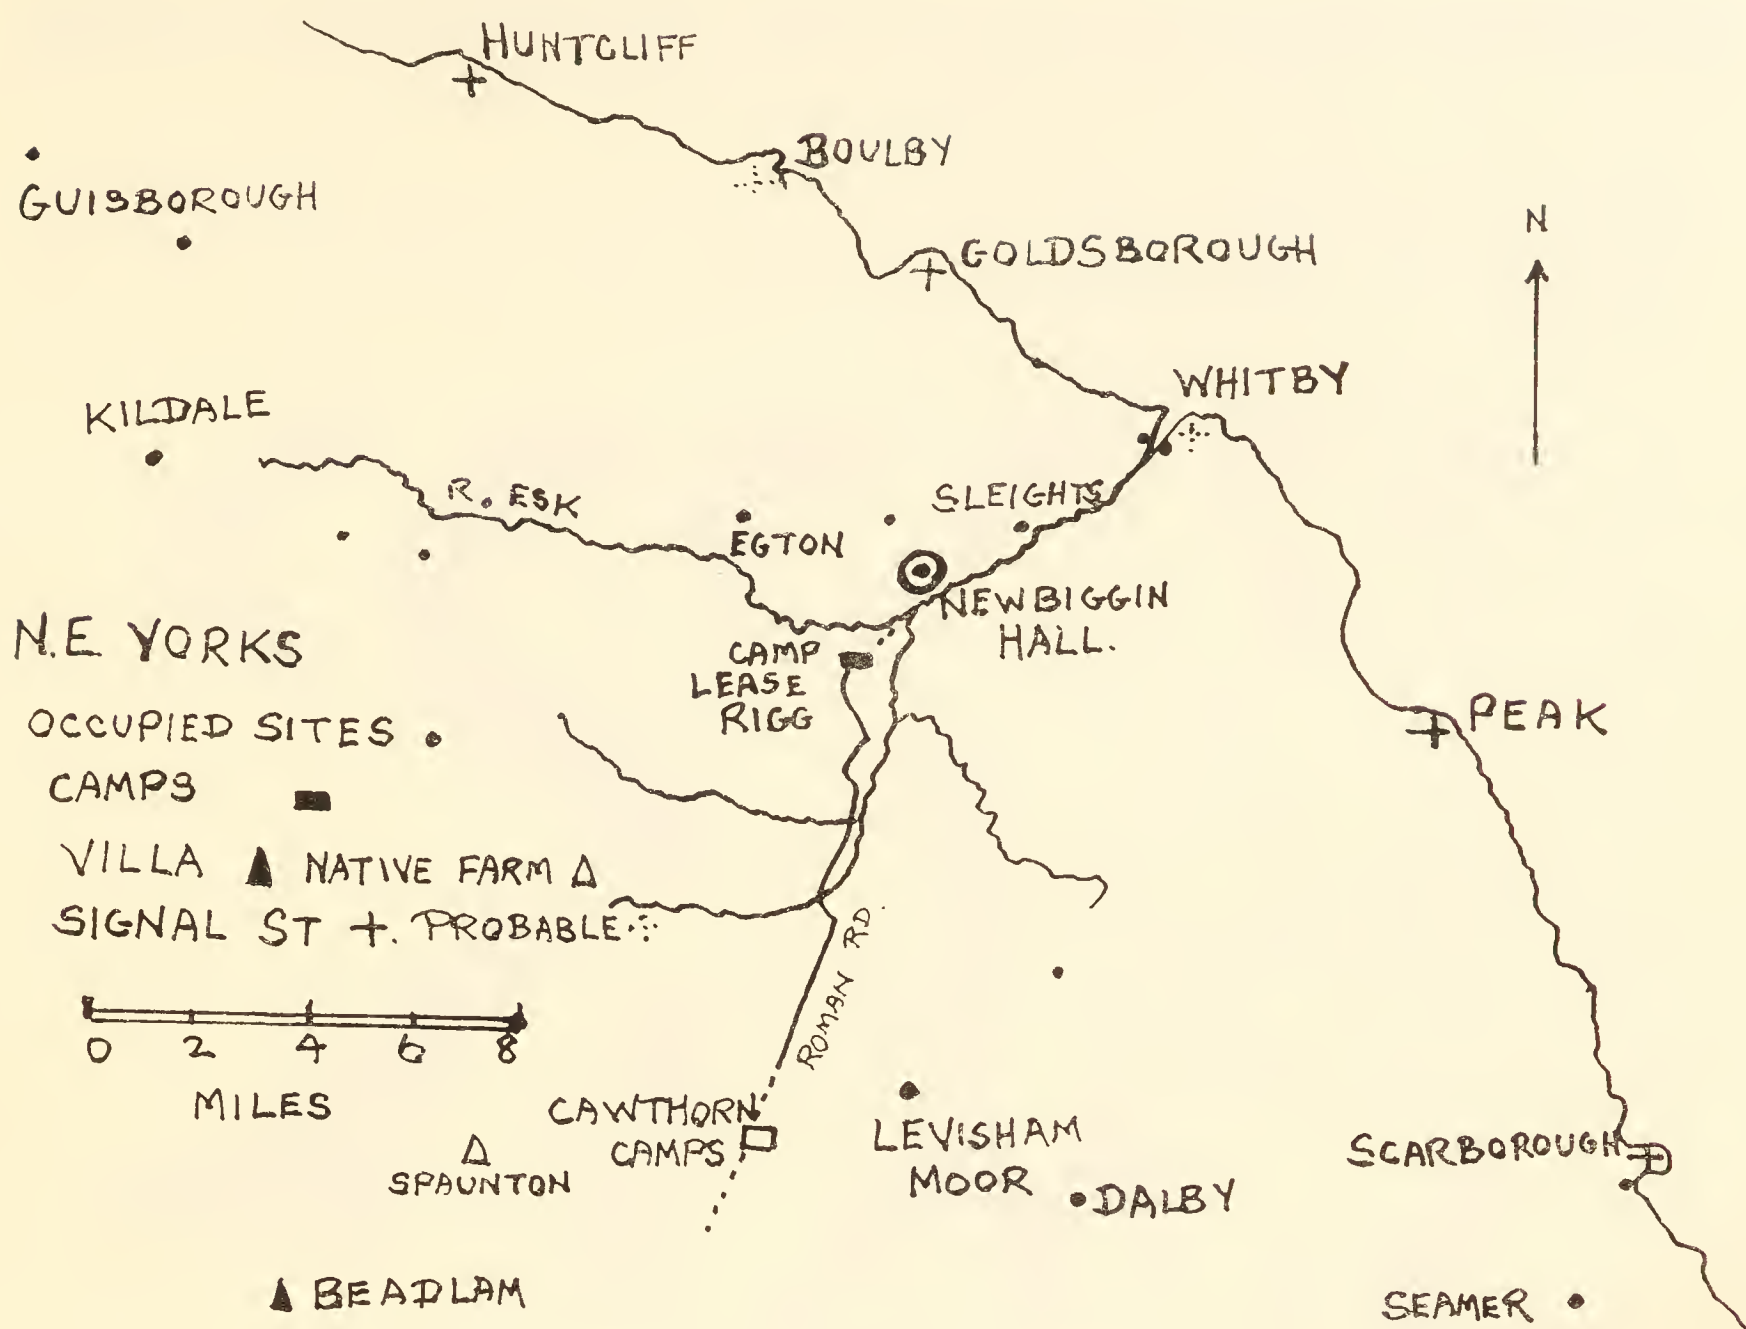 HUNTCLIFF
BOULBY
GUISBOROUGH
GOLDSBOROUGH
N
WHITBY
KILDALE
R. ESK
SLEIGHTS
EGTON
NEWBIGGIN
HALL.
CAMP
LEASE
RIGG
N.E YORKS
OCCUPIED SITES
CAMPS
VILLA
NATIVE FARM
SIGNAL ST +. PROBABLE
PEAK
ROMAN RD.
0 2 4 6 8
MILES
CAWTHORN
CAMPS
SPAUNTON
LEVISHAM
MOOR
DALBY
SCARBOROUGH
BEADLAM
SEAMER